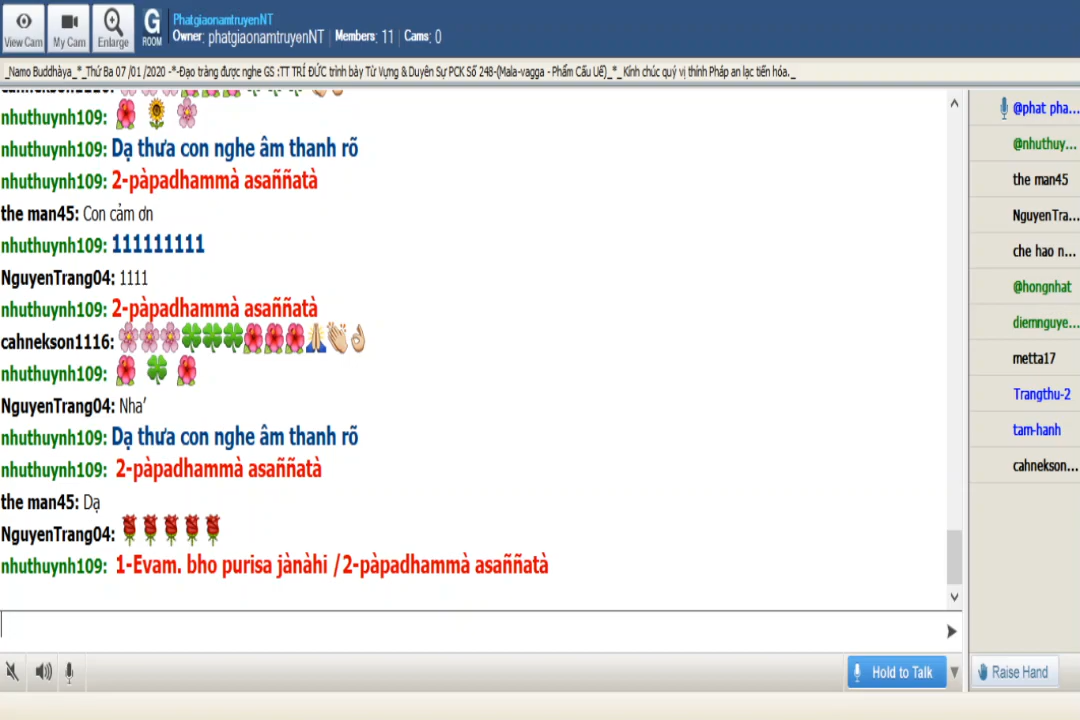 PhatgiaonamtruyenNT
Owner: phatgiaonamtruyenNT | Members: 11 | Cams: 0
View Cam
My Cam
Enlarge
G
ROOM
_Namo Buddhàya_*_Thứ Ba 07 /01 /2020 -*-Đạo tràng được nghe GS :TT TRÍ ĐỨC trình bày Từ Vựng & Duyên Sự PCK Số 248-(Mala-vagga - Phẩm Cấu Uế)_*_ Kính chúc quý vị thính Pháp an lạc tiến hóa._
cahnekson1116:
nhuthuynh109:
nhuthuynh109: Dạ thưa con nghe âm thanh rõ
nhuthuynh109: 2-pàpadhammà asaññatà
the man45: Con cảm ơn
nhuthuynh109: 111111111
NguyenTrang04: 1111
nhuthuynh109: 2-pàpadhammà asaññatà
cahnekson1116:
nhuthuynh109:
NguyenTrang04: Nha’
nhuthuynh109: Dạ thưa con nghe âm thanh rõ
nhuthuynh109: 2-pàpadhammà asaññatà
the man45: Dạ
NguyenTrang04:
nhuthuynh109: 1-Evam. bho purisa jànàhi /2-pàpadhammà asaññatà
@phat pha...
@nhuthuy...
the man45
NguyenTra...
che hao n...
@hongnhat
diemnguye...
metta17
Trangthu-2
tam-hanh
cahnekson...
Hold to Talk
Raise Hand